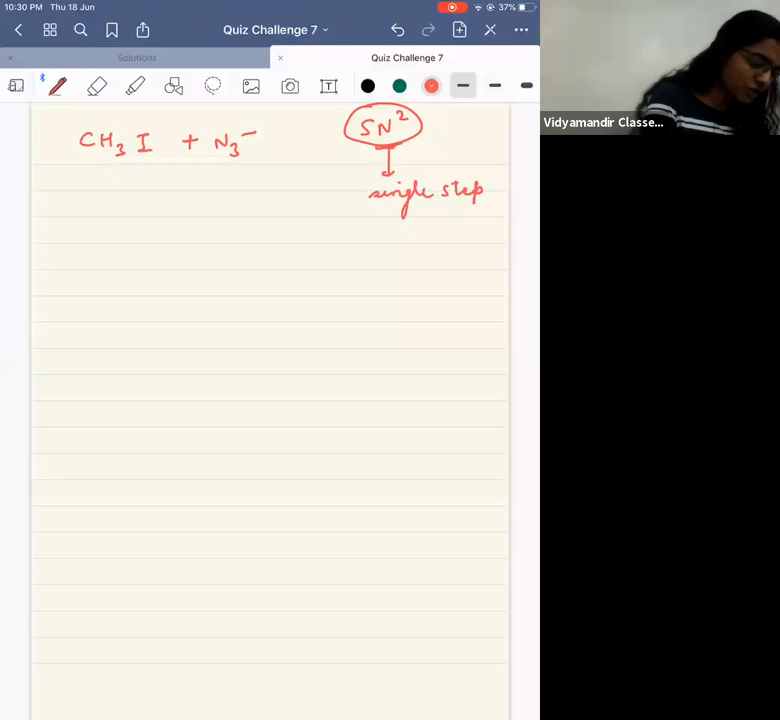 10:30 PM Thu 18 Jun 37%
Quiz Challenge 7
Solutions
Quiz Challenge 7
T
CH₃ I + N₃⁻
SN²
single step
Vidyamandir Classe...